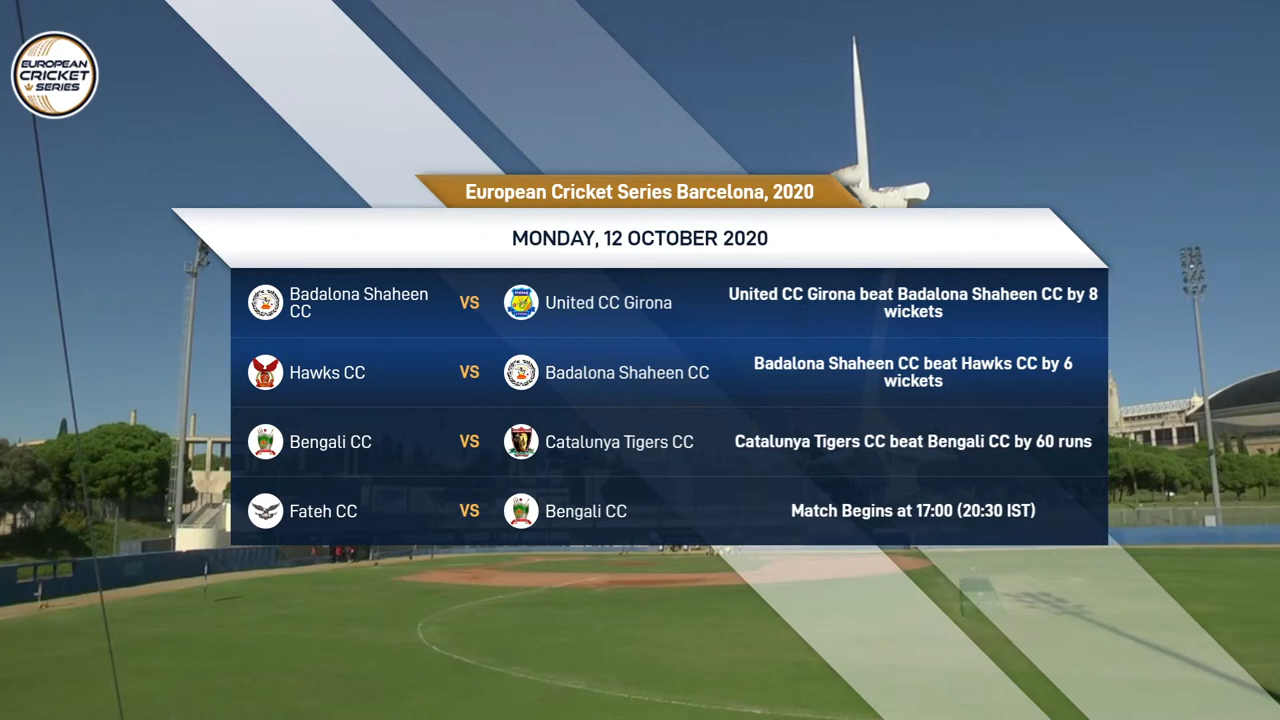 EUROPEAN
CRICKET
SERIES
European Cricket Series Barcelona, 2020
MONDAY, 12 OCTOBER 2020
Badalona Shaheen
CC
VS
United CC Girona
United CC Girona beat Badalona Shaheen CC by 8
wickets
Hawks CC
VS
Badalona Shaheen CC
Badalona Shaheen CC beat Hawks CC by 6
wickets
Bengali CC
VS
Catalunya Tigers CC
Catalunya Tigers CC beat Bengali CC by 60 runs
Fateh CC
VS
Bengali CC
Match Begins at 17:00 (20:30 IST)